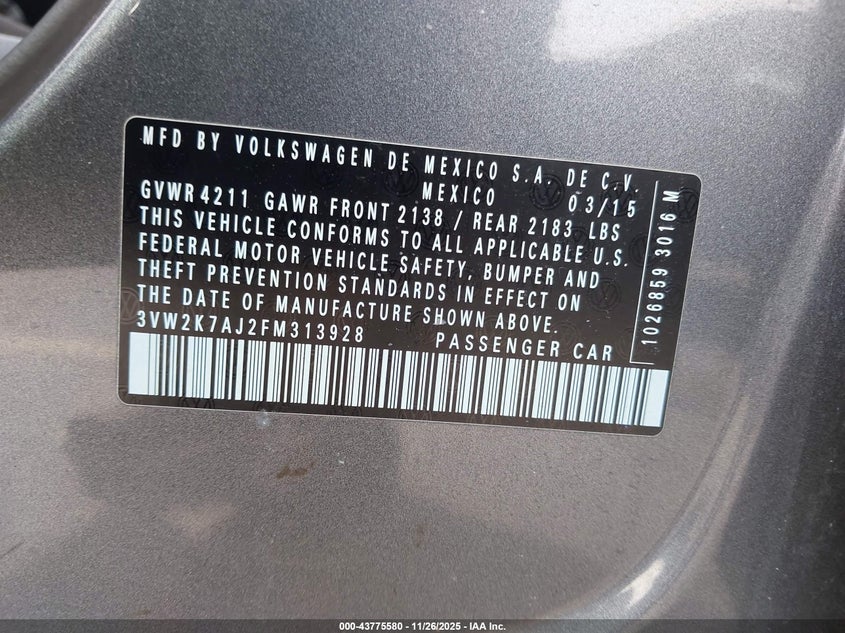 MFD BY VOLKSWAGEN DE MEXICO S.A. DE C.V.
MEXICO 03/15
GVWR 4211 GAWR FRONT 2138 / REAR 2183 LBS
THIS VEHICLE CONFORMS TO ALL APPLICABLE U.S.
FEDERAL MOTOR VEHICLE SAFETY, BUMPER AND
THEFT PREVENTION STANDARDS IN EFFECT ON
THE DATE OF MANUFACTURE SHOWN ABOVE.
3VW2K7AJ2FM313928 PASSENGER CAR
1026859 3016 M
000-43775580 - 11/26/2025 - IAA Inc.